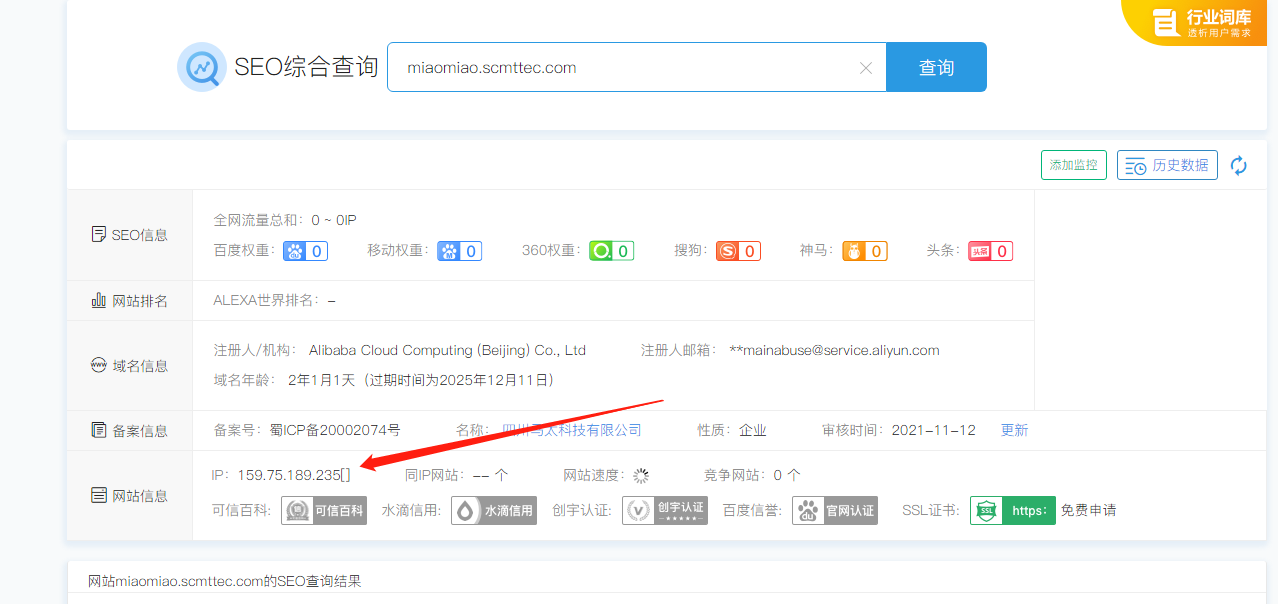 行业词库
透析用户需求
SEO综合查询 miaomiao.scmttec.com 查询
添加监控 历史数据
SEO信息
全网流量总和：0 ~ 0IP
百度权重： 0 移动权重： 0 360权重： 0 搜狗： 0 神马： 0 头条： 头条 0
网站排名 ALEXA世界排名：–
域名信息
注册人/机构： Alibaba Cloud Computing (Beijing) Co., Ltd 注册人邮箱： **mainabuse@service.aliyun.com
域名年龄： 2年1月1天（过期时间为2025年12月11日）
备案信息 备案号：蜀ICP备20002074号 名称：四川马太科技有限公司 性质：企业 审核时间：2021-11-12 更新
网站信息
IP：159.75.189.235[] 同IP网站：-- 个 网站速度： 竞争网站：0 个
可信百科： 可信百科 水滴信用： 水滴信用 创宇认证： 创宇认证 百度信誉： du 官网认证 SSL证书： SSL https: 免费申请
网站miaomiao.scmttec.com的SEO查询结果